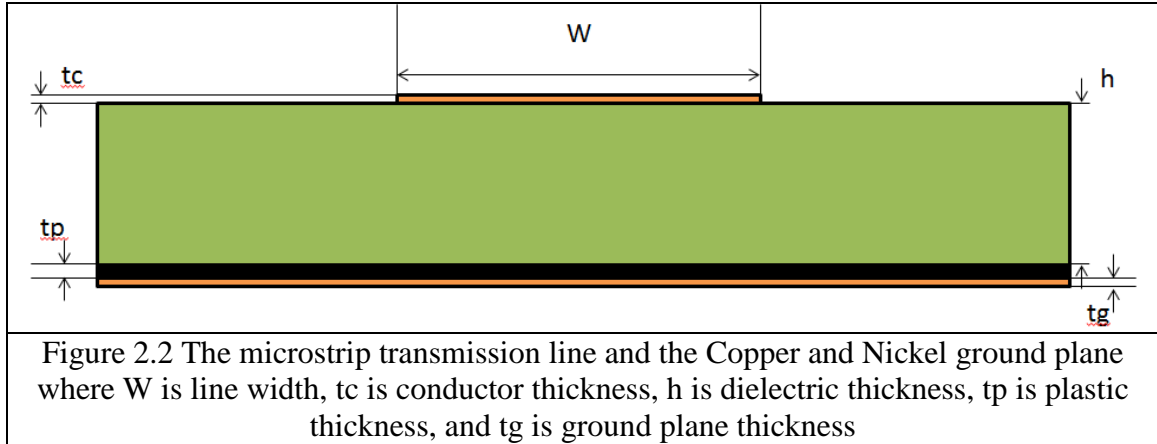 W
tc
h
tp
tg
Figure 2.2 The microstrip transmission line and the Copper and Nickel ground plane
where W is line width, tc is conductor thickness, h is dielectric thickness, tp is plastic
thickness, and tg is ground plane thickness